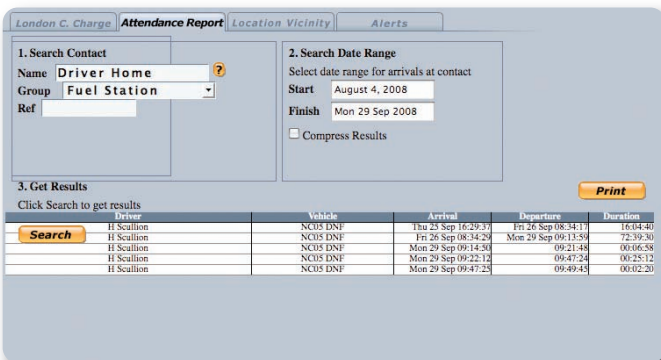 London C. Charge Attendance Report Location Vicinity Alerts
1. Search Contact
Name Driver Home ?
Group Fuel Station
Ref
2. Search Date Range
Select date range for arrivals at contact
Start August 4, 2008
Finish Mon 29 Sep 2008
Compress Results
3. Get Results
Print
Click Search to get results
Driver Vehicle Arrival Departure Duration
Search
H Scullion NC05 DNF Thu 25 Sep 16:29:37 Fri 26 Sep 08:34:17 16:04:40
H Scullion NC05 DNF Fri 26 Sep 08:34:29 Mon 29 Sep 09:13:59 72:39:30
H Scullion NC05 DNF Mon 29 Sep 09:14:50 09:21:48 00:06:58
H Scullion NC05 DNF Mon 29 Sep 09:22:12 09:47:24 00:25:12
H Scullion NC05 DNF Mon 29 Sep 09:47:25 09:49:45 00:02:20